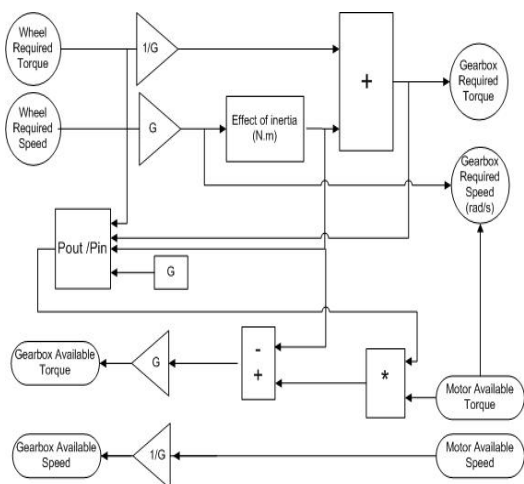 Wheel
Required
Torque
1/G
+
Gearbox
Required
Torque
Wheel
Required
Speed
G
Effect of inertia
(N.m)
Gearbox
Required
Speed
(rad/s)
Pout /Pin
G
Gearbox Available
Torque
G
-
+
*
Motor Available
Torque
Gearbox Available
Speed
1/G
Motor Available
Speed